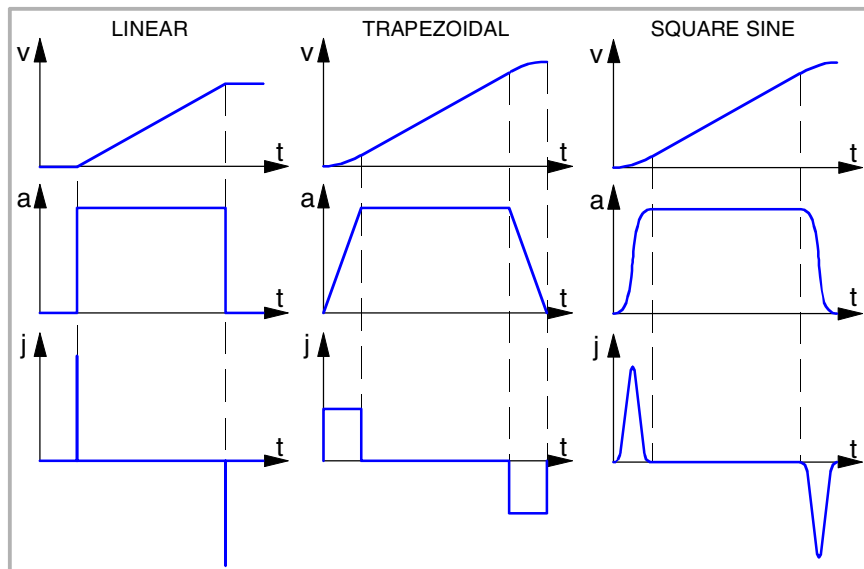 LINEAR TRAPEZOIDAL SQUARE SINE
v t v t v t
a t a t a t
j t j t j t